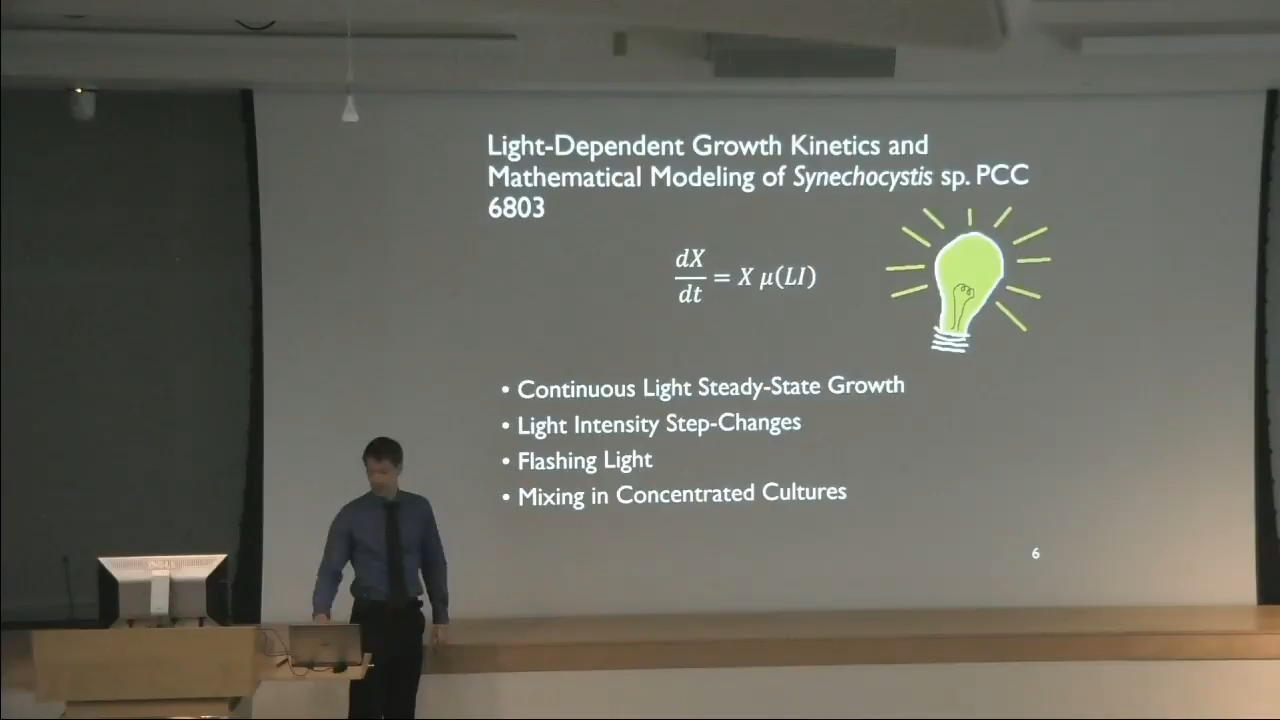 Light-Dependent Growth Kinetics and
Mathematical Modeling of Synechocystis sp. PCC
6803
dX
dt
= X μ(LI)
• Continuous Light Steady-State Growth
• Light Intensity Step-Changes
• Flashing Light
• Mixing in Concentrated Cultures
6